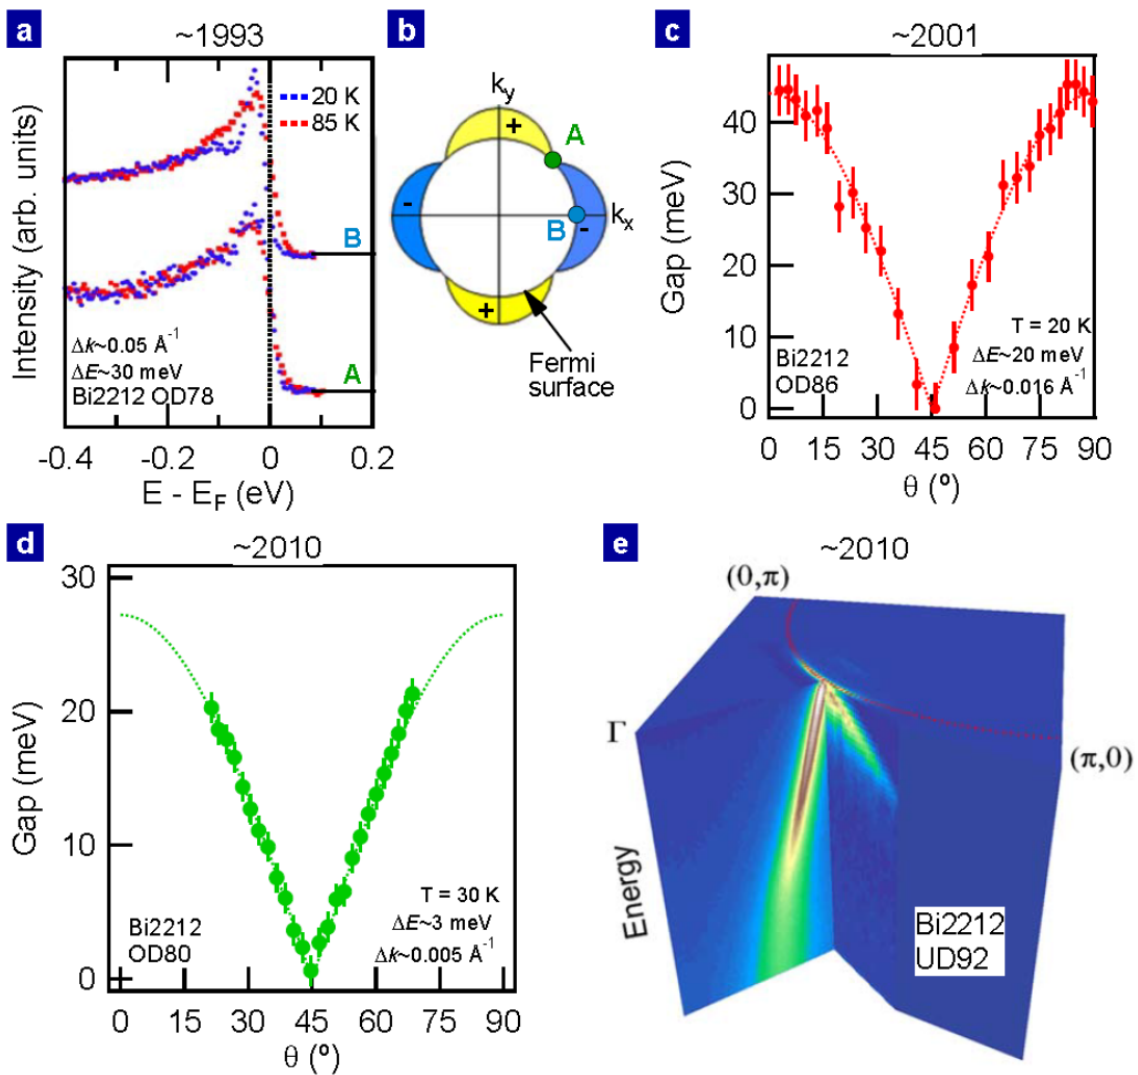 a
~1993
20 K
85 K
B
A
Δk~0.05 Å⁻¹
ΔE~30 meV
Bi2212 OD78
Intensity (arb. units)
-0.4
-0.2
0
0.2
E - E_F (eV)
b
k_y
+
A
-
B
-
k_x
+
Fermi
surface
c
~2001
40
30
20
10
0
Gap (meV)
Bi2212
OD86
T = 20 K
ΔE~20 meV
Δk~0.016 Å⁻¹
0
15
30
45
60
75
90
θ (º)
d
~2010
30
20
10
0
Gap (meV)
Bi2212
OD80
T = 30 K
ΔE~3 meV
Δk~0.005 Å⁻¹
0
15
30
45
60
75
90
θ (º)
e
~2010
(0,π)
Γ
(π,0)
Energy
Bi2212
UD92